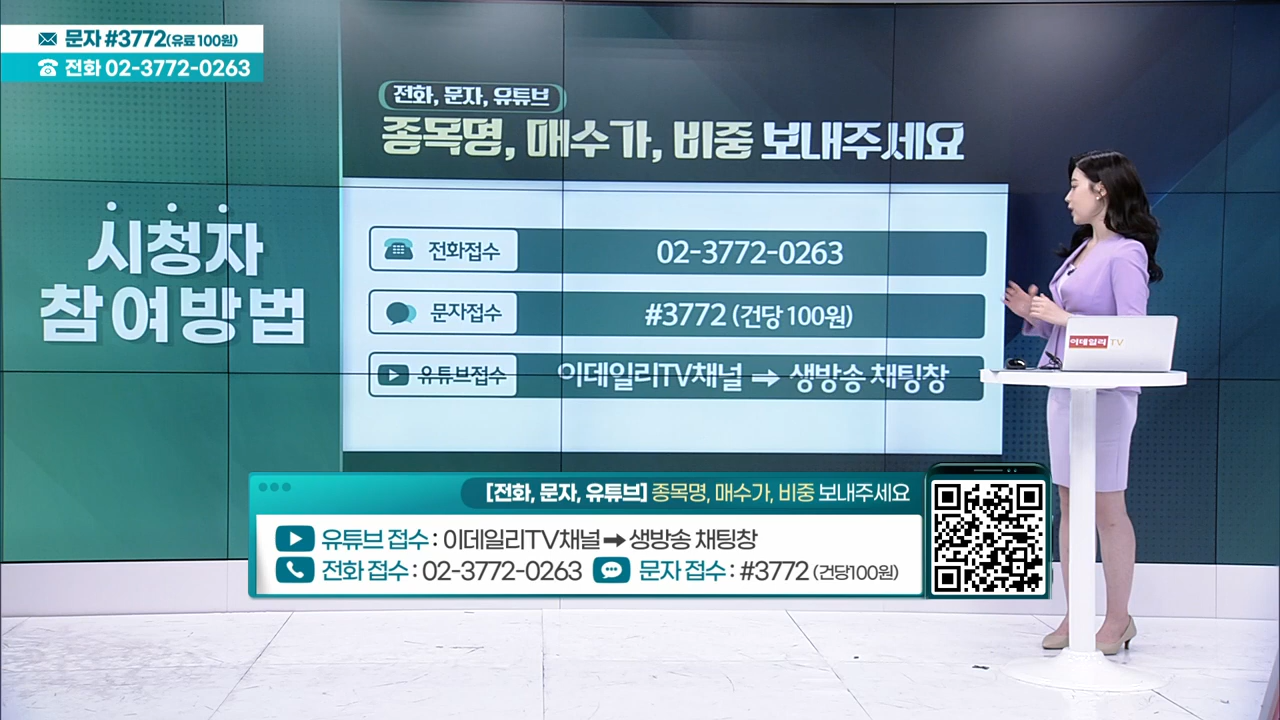 문자 #3772(유료 100원)
전화 02-3772-0263
시청자
참여방법
전화, 문자, 유튜브
종목명, 매수가, 비중 보내주세요
전화접수 02-3772-0263
문자접수 #3772 (건당 100원)
유튜브접수 이데일리TV채널 ➡ 생방송 채팅창
이데일리 TV
[전화, 문자, 유튜브] 종목명, 매수가, 비중 보내주세요
유튜브 접수 : 이데일리TV채널➡생방송 채팅창
전화 접수 : 02-3772-0263 문자 접수 : #3772 (건당100원)